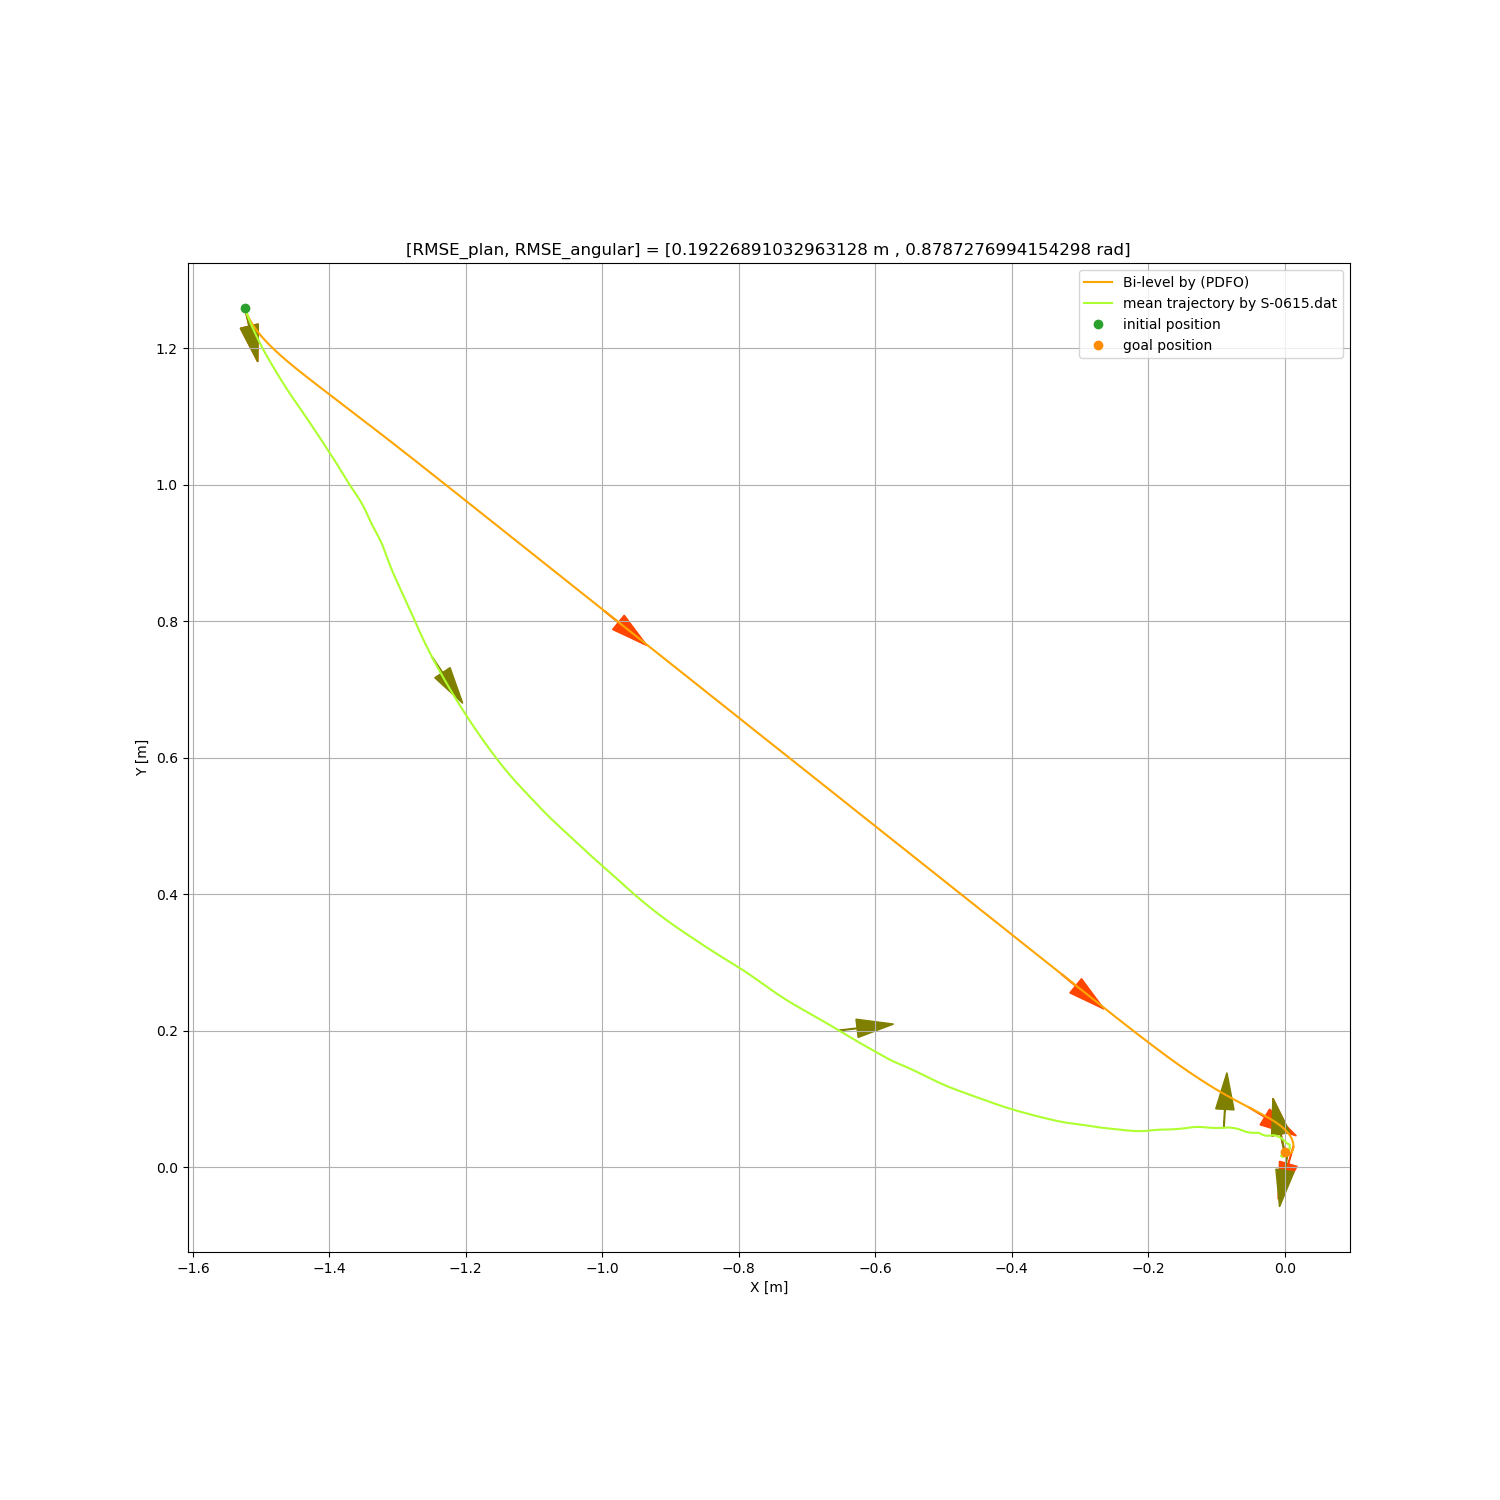 [RMSE_plan, RMSE_angular] = [0.19226891032963128 m , 0.8787276994154298 rad]
Bi-level by (PDFO)
mean trajectory by S-0615.dat
initial position
goal position
1.2
1.0
0.8
0.6
0.4
0.2
0.0
Y [m]
−1.6 −1.4 −1.2 −1.0 −0.8 −0.6 −0.4 −0.2 0.0
X [m]